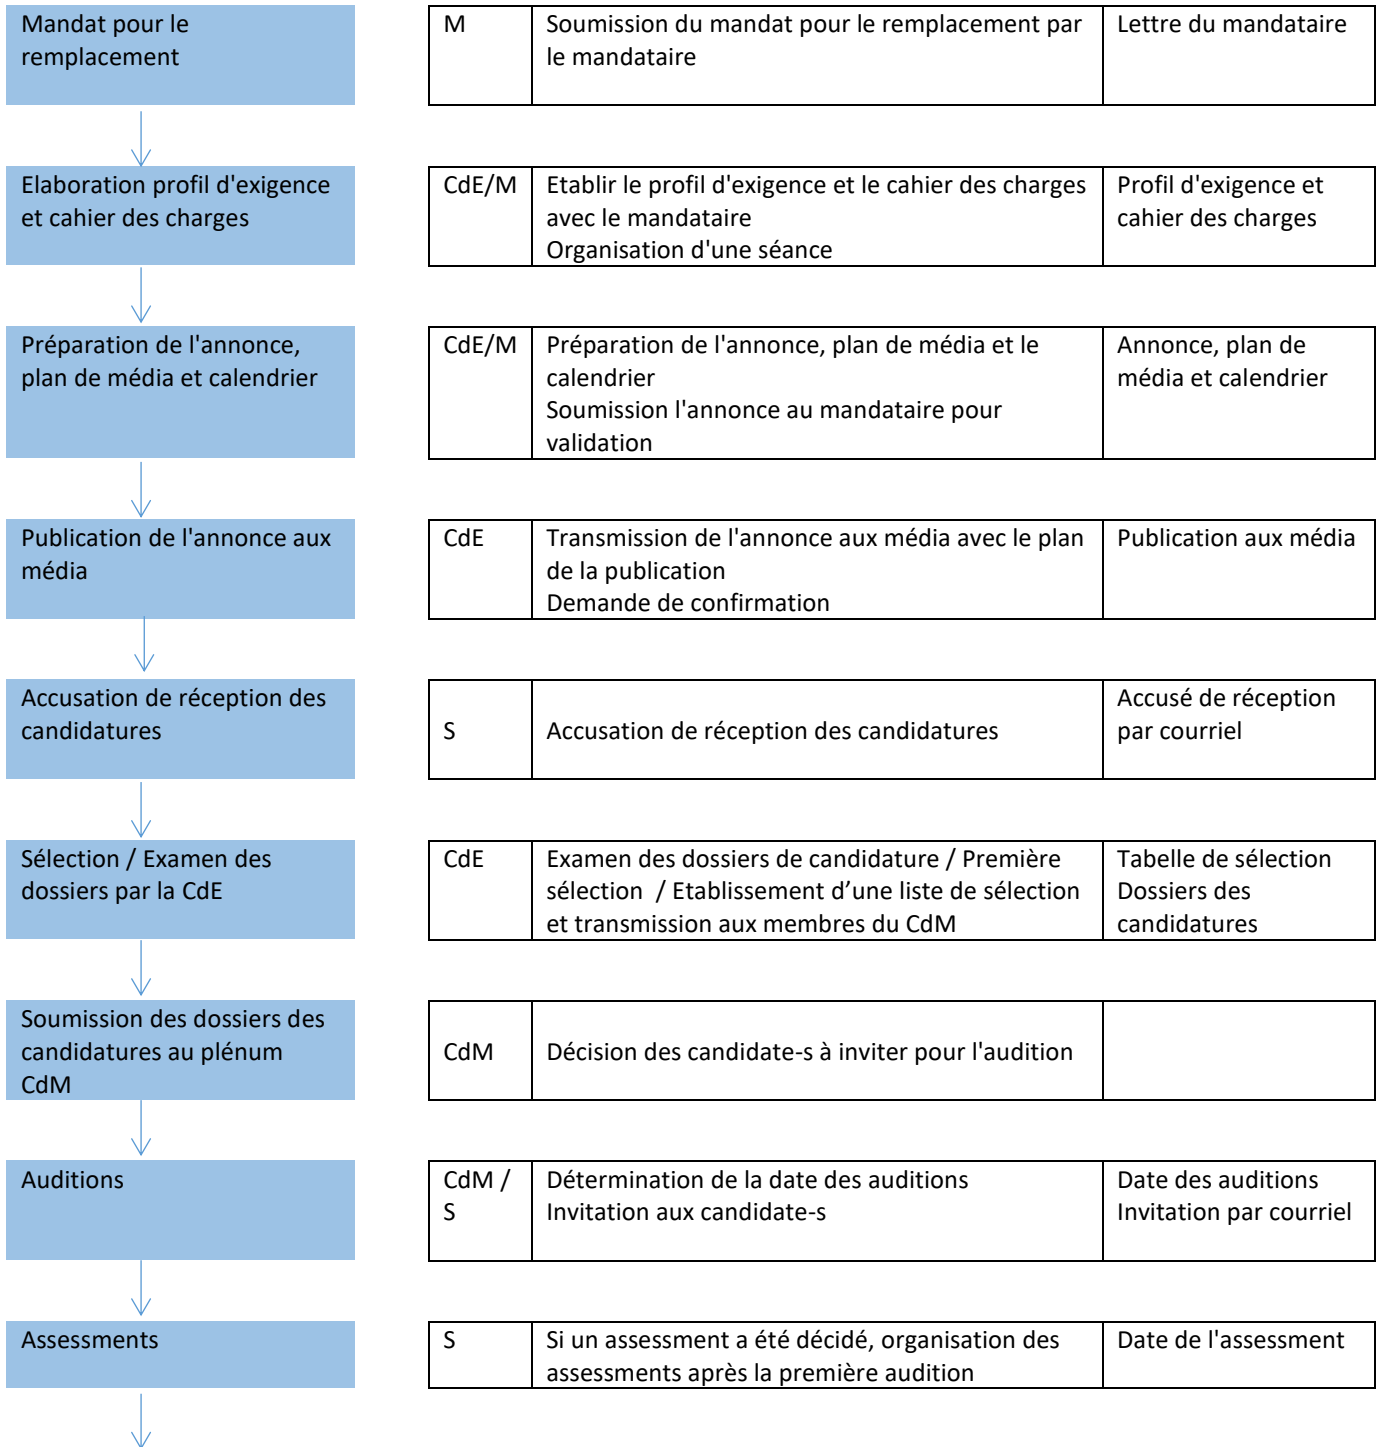 Mandat pour le
remplacement
M
Soumission du mandat pour le remplacement par
le mandataire
Lettre du mandataire
Elaboration profil d'exigence
et cahier des charges
CdE/M
Etablir le profil d'exigence et le cahier des charges
avec le mandataire
Organisation d'une séance
Profil d'exigence et
cahier des charges
Préparation de l'annonce,
plan de média et calendrier
CdE/M
Préparation de l'annonce, plan de média et le
calendrier
Soumission l'annonce au mandataire pour
validation
Annonce, plan de
média et calendrier
Publication de l'annonce aux
média
CdE
Transmission de l'annonce aux média avec le plan
de la publication
Demande de confirmation
Publication aux média
Accusation de réception des
candidatures
S
Accusation de réception des candidatures
Accusé de réception
par courriel
Sélection / Examen des
dossiers par la CdE
CdE
Examen des dossiers de candidature / Première
sélection / Etablissement d’une liste de sélection
et transmission aux membres du CdM
Tabelle de sélection
Dossiers des
candidatures
Soumission des dossiers des
candidatures au plénum
CdM
CdM
Décision des candidate-s à inviter pour l'audition
Auditions
CdM /
S
Détermination de la date des auditions
Invitation aux candidate-s
Date des auditions
Invitation par courriel
Assessments
S
Si un assessment a été décidé, organisation des
assessments après la première audition
Date de l'assessment